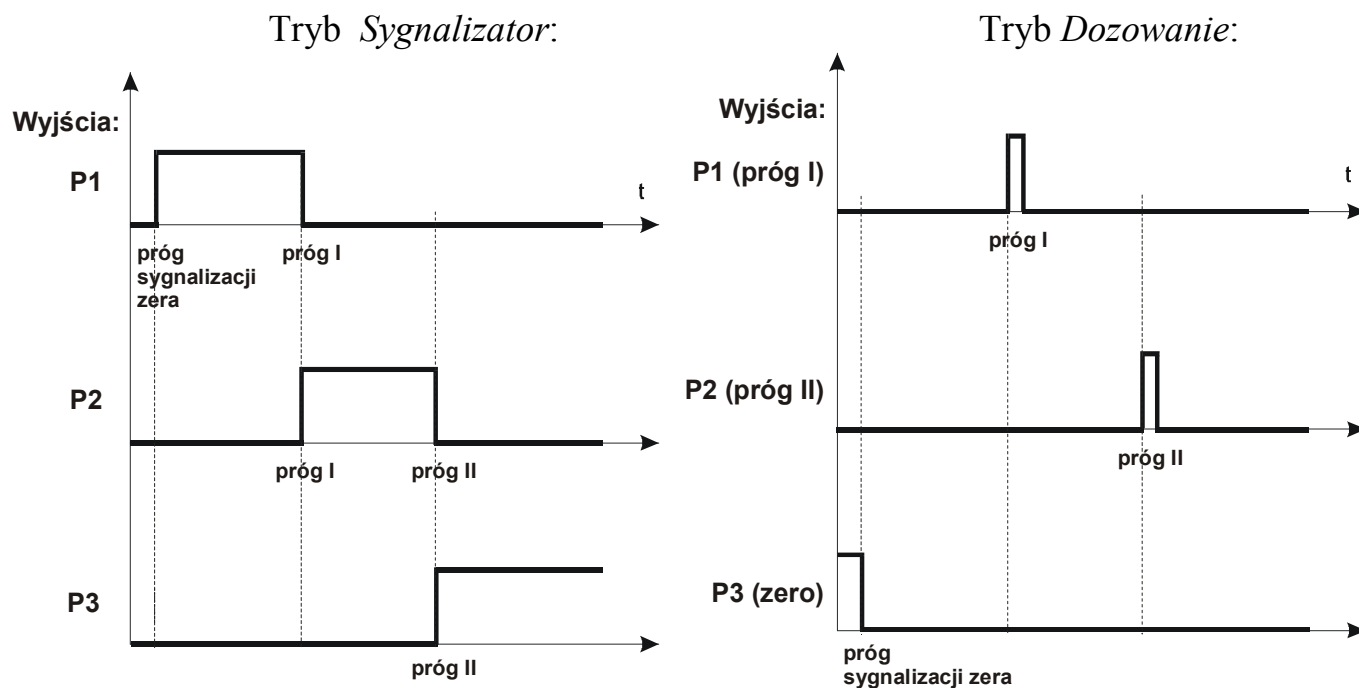 Tryb Sygnalizator:
Wyjścia:
P1
t
próg
sygnalizacji
zera
próg I
P2
próg I
próg II
P3
próg II
Tryb Dozowanie:
Wyjścia:
P1 (próg I)
t
próg I
P2 (próg II)
próg II
P3 (zero)
próg
sygnalizacji zera